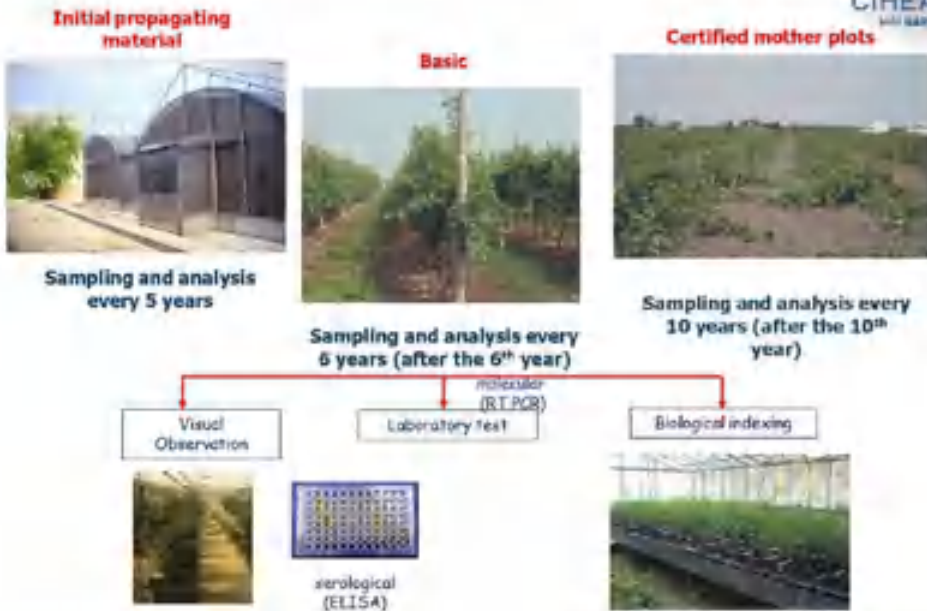 Initial propagating
material
Basic
Certified mother plots
CIHEA
Sampling and analysis
every 5 years
Sampling and analysis every
6 years (after the 6th year)
Sampling and analysis every
10 years (after the 10th
year)
molecular
(RT PCR)
Visual
Observation
Laboratory test
Biological indexing
serological
(ELISA)